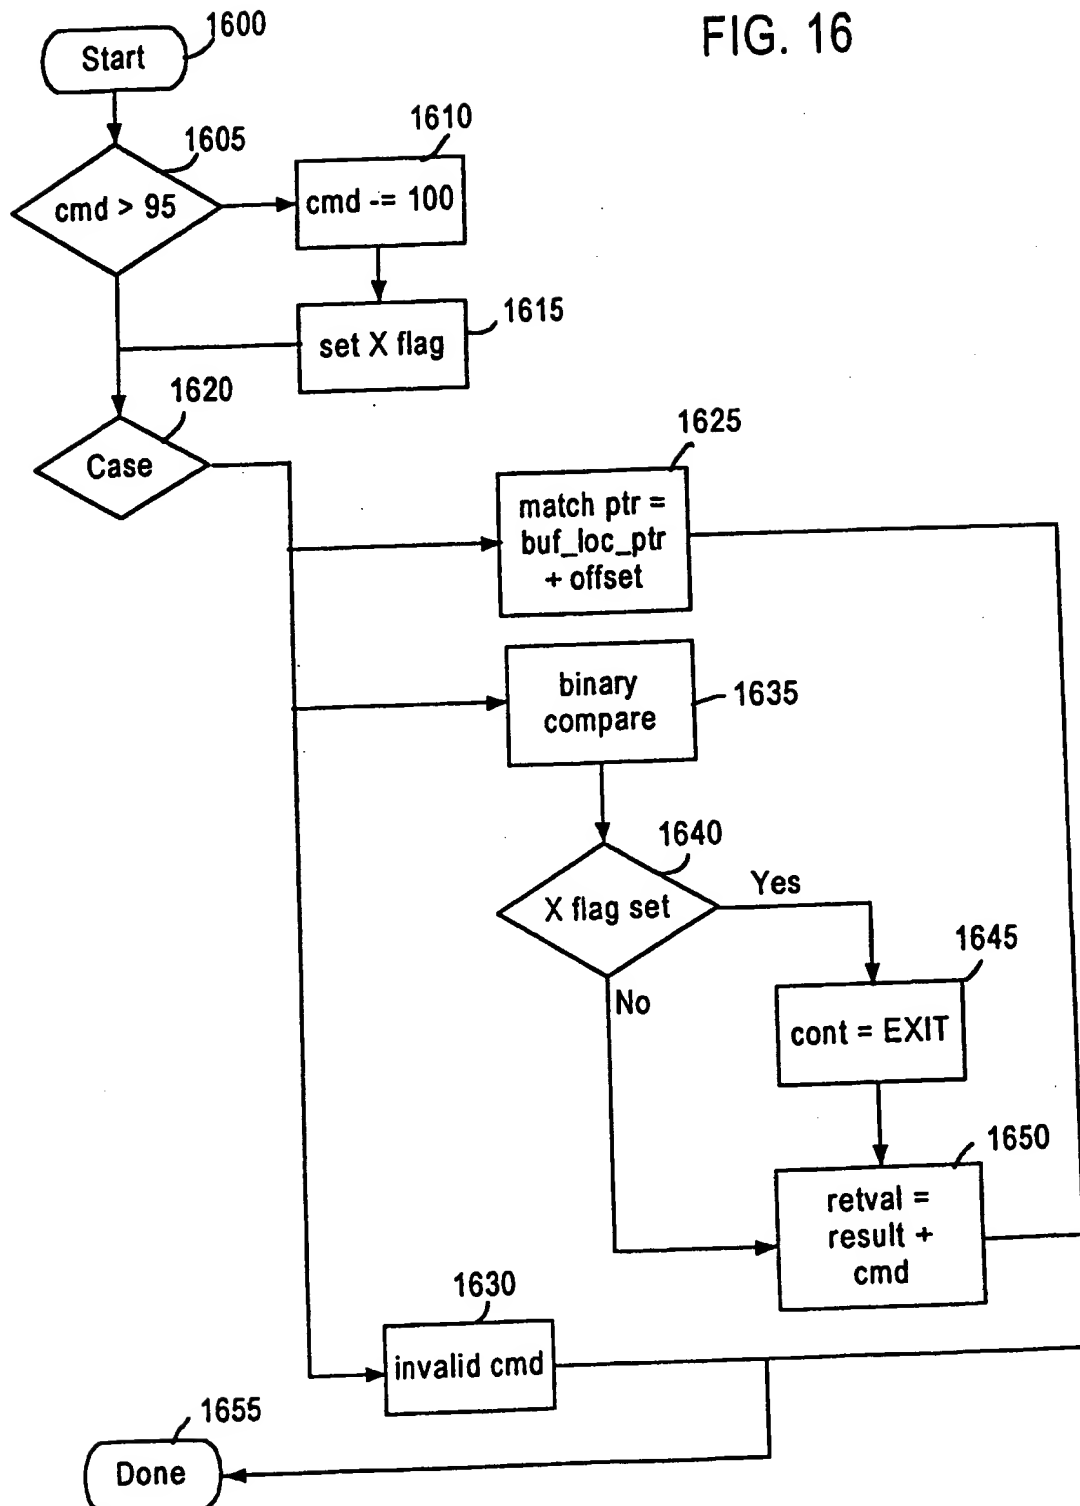 FIG. 16
1600
Start
1605
cmd > 95
1610
cmd -= 100
1615
set X flag
1620
Case
1625
match ptr =
buf_loc_ptr
+ offset
binary
compare
1635
1640
X flag set
Yes
No
1645
cont = EXIT
1650
retval =
result +
cmd
1630
invalid cmd
1655
Done